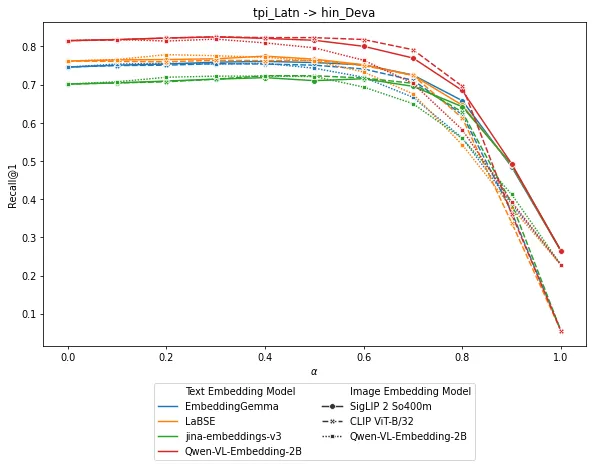 tpi_Latn -> hin_Deva
Recall@1
0.8
0.7
0.6
0.5
0.4
0.3
0.2
0.1
0.0 0.2 0.4 0.6 0.8 1.0
α
Text Embedding Model Image Embedding Model
EmbeddingGemma SigLIP 2 So400m
LaBSE CLIP ViT-B/32
jina-embeddings-v3 Qwen-VL-Embedding-2B
Qwen-VL-Embedding-2B